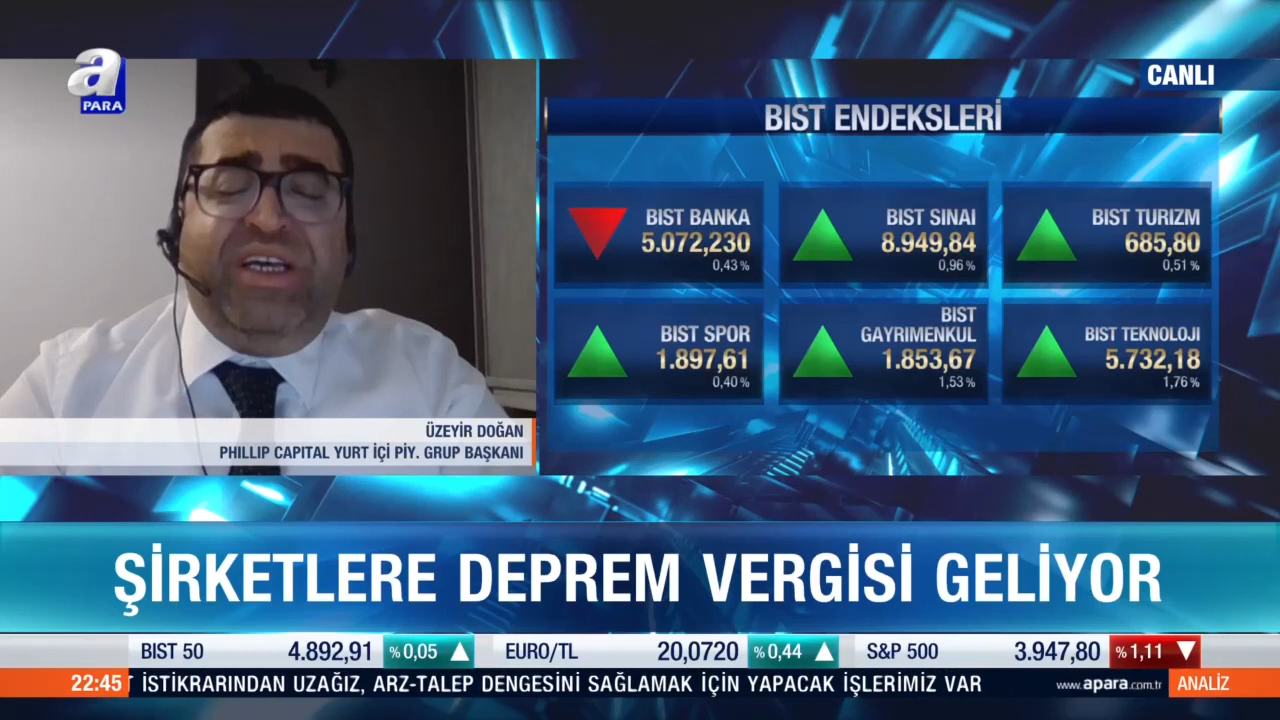 a
PARA
CANLI
BIST ENDEKSLERİ
BIST BANKA
5.072,230
0,43 %
BIST SINAI
8.949,84
0,96 %
BIST TURIZM
685,80
0,51 %
BIST SPOR
1.897,61
0,40 %
BIST
GAYRIMENKUL
1.853,67
1,53 %
BIST TEKNOLOJI
5.732,18
1,76 %
ÜZEYİR DOĞAN
PHILLIP CAPITAL YURT İÇİ PİY. GRUP BAŞKANI
ŞİRKETLERE DEPREM VERGİSİ GELİYOR
BIST 50 4.892,91 %0,05 EURO/TL 20,0720 %0,44 S&P 500 3.947,80 %1,11
22:45 İSTİKRARINDAN UZAĞIZ, ARZ-TALEP DENGESİNİ SAĞLAMAK İÇİN YAPACAK İŞLERİMİZ VAR www.apara.com.tr ANALİZ